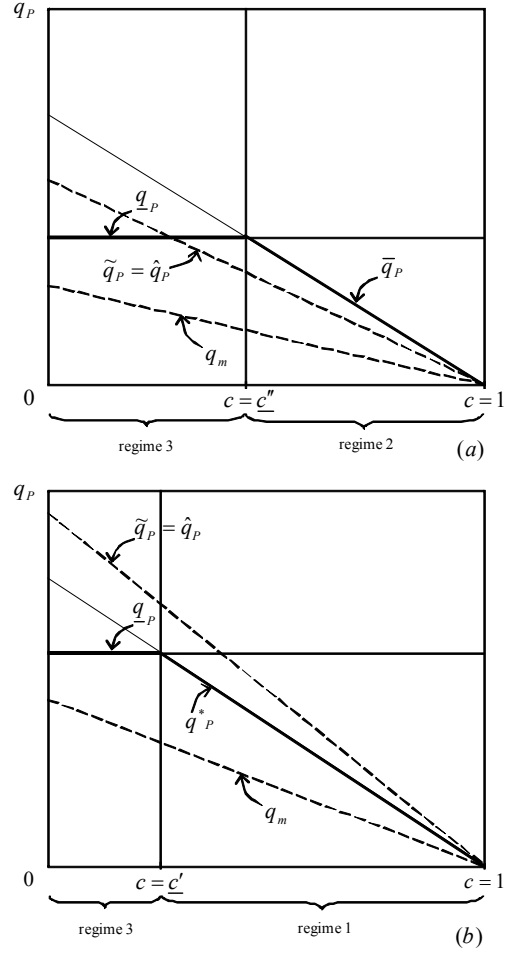 q_P
q_P
q̃_P = q̂_P
q̅_P
q_m
0
c = c″
c = 1
regime 3
regime 2
(a)
q_P
q̃_P = q̂_P
q_P
q*_P
q_m
0
c = c′
c = 1
regime 3
regime 1
(b)